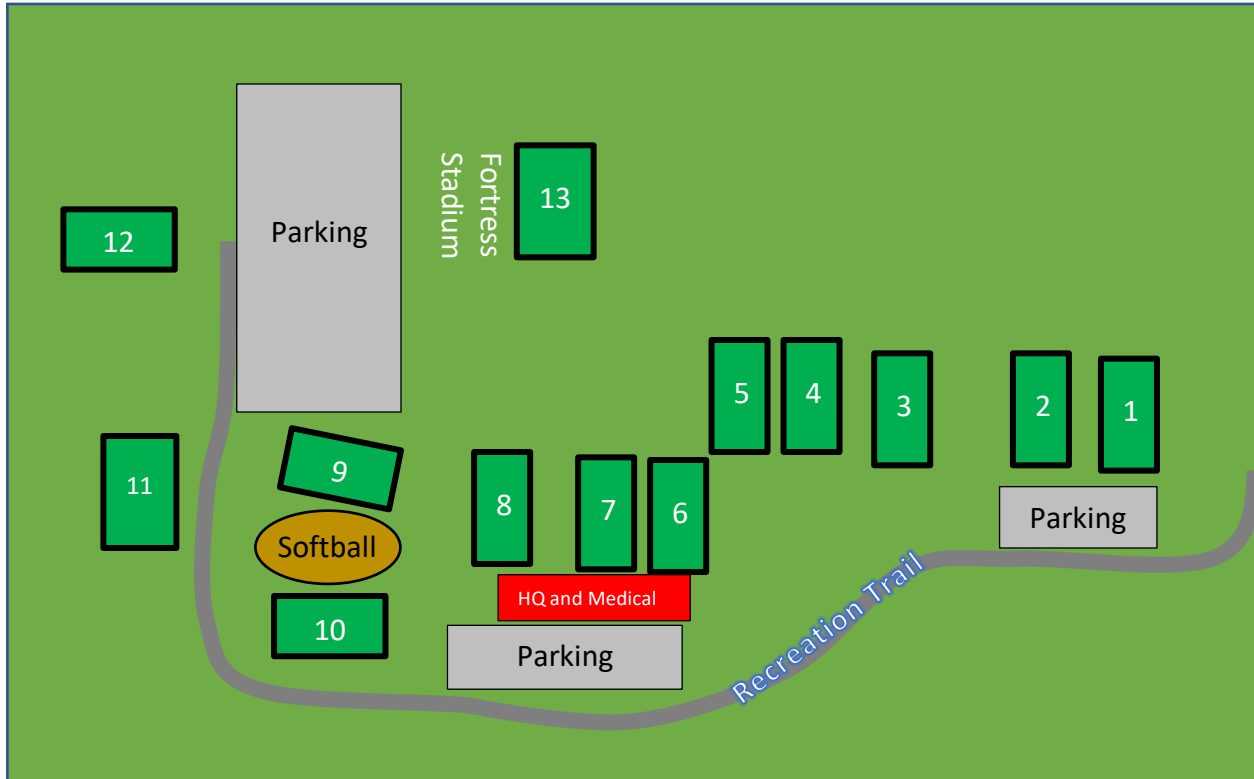 Parking
Fortress
Stadium
13
12
5
4
3
2
1
9
11
8
7
6
Softball
Parking
HQ and Medical
10
Parking
Recreation Trail